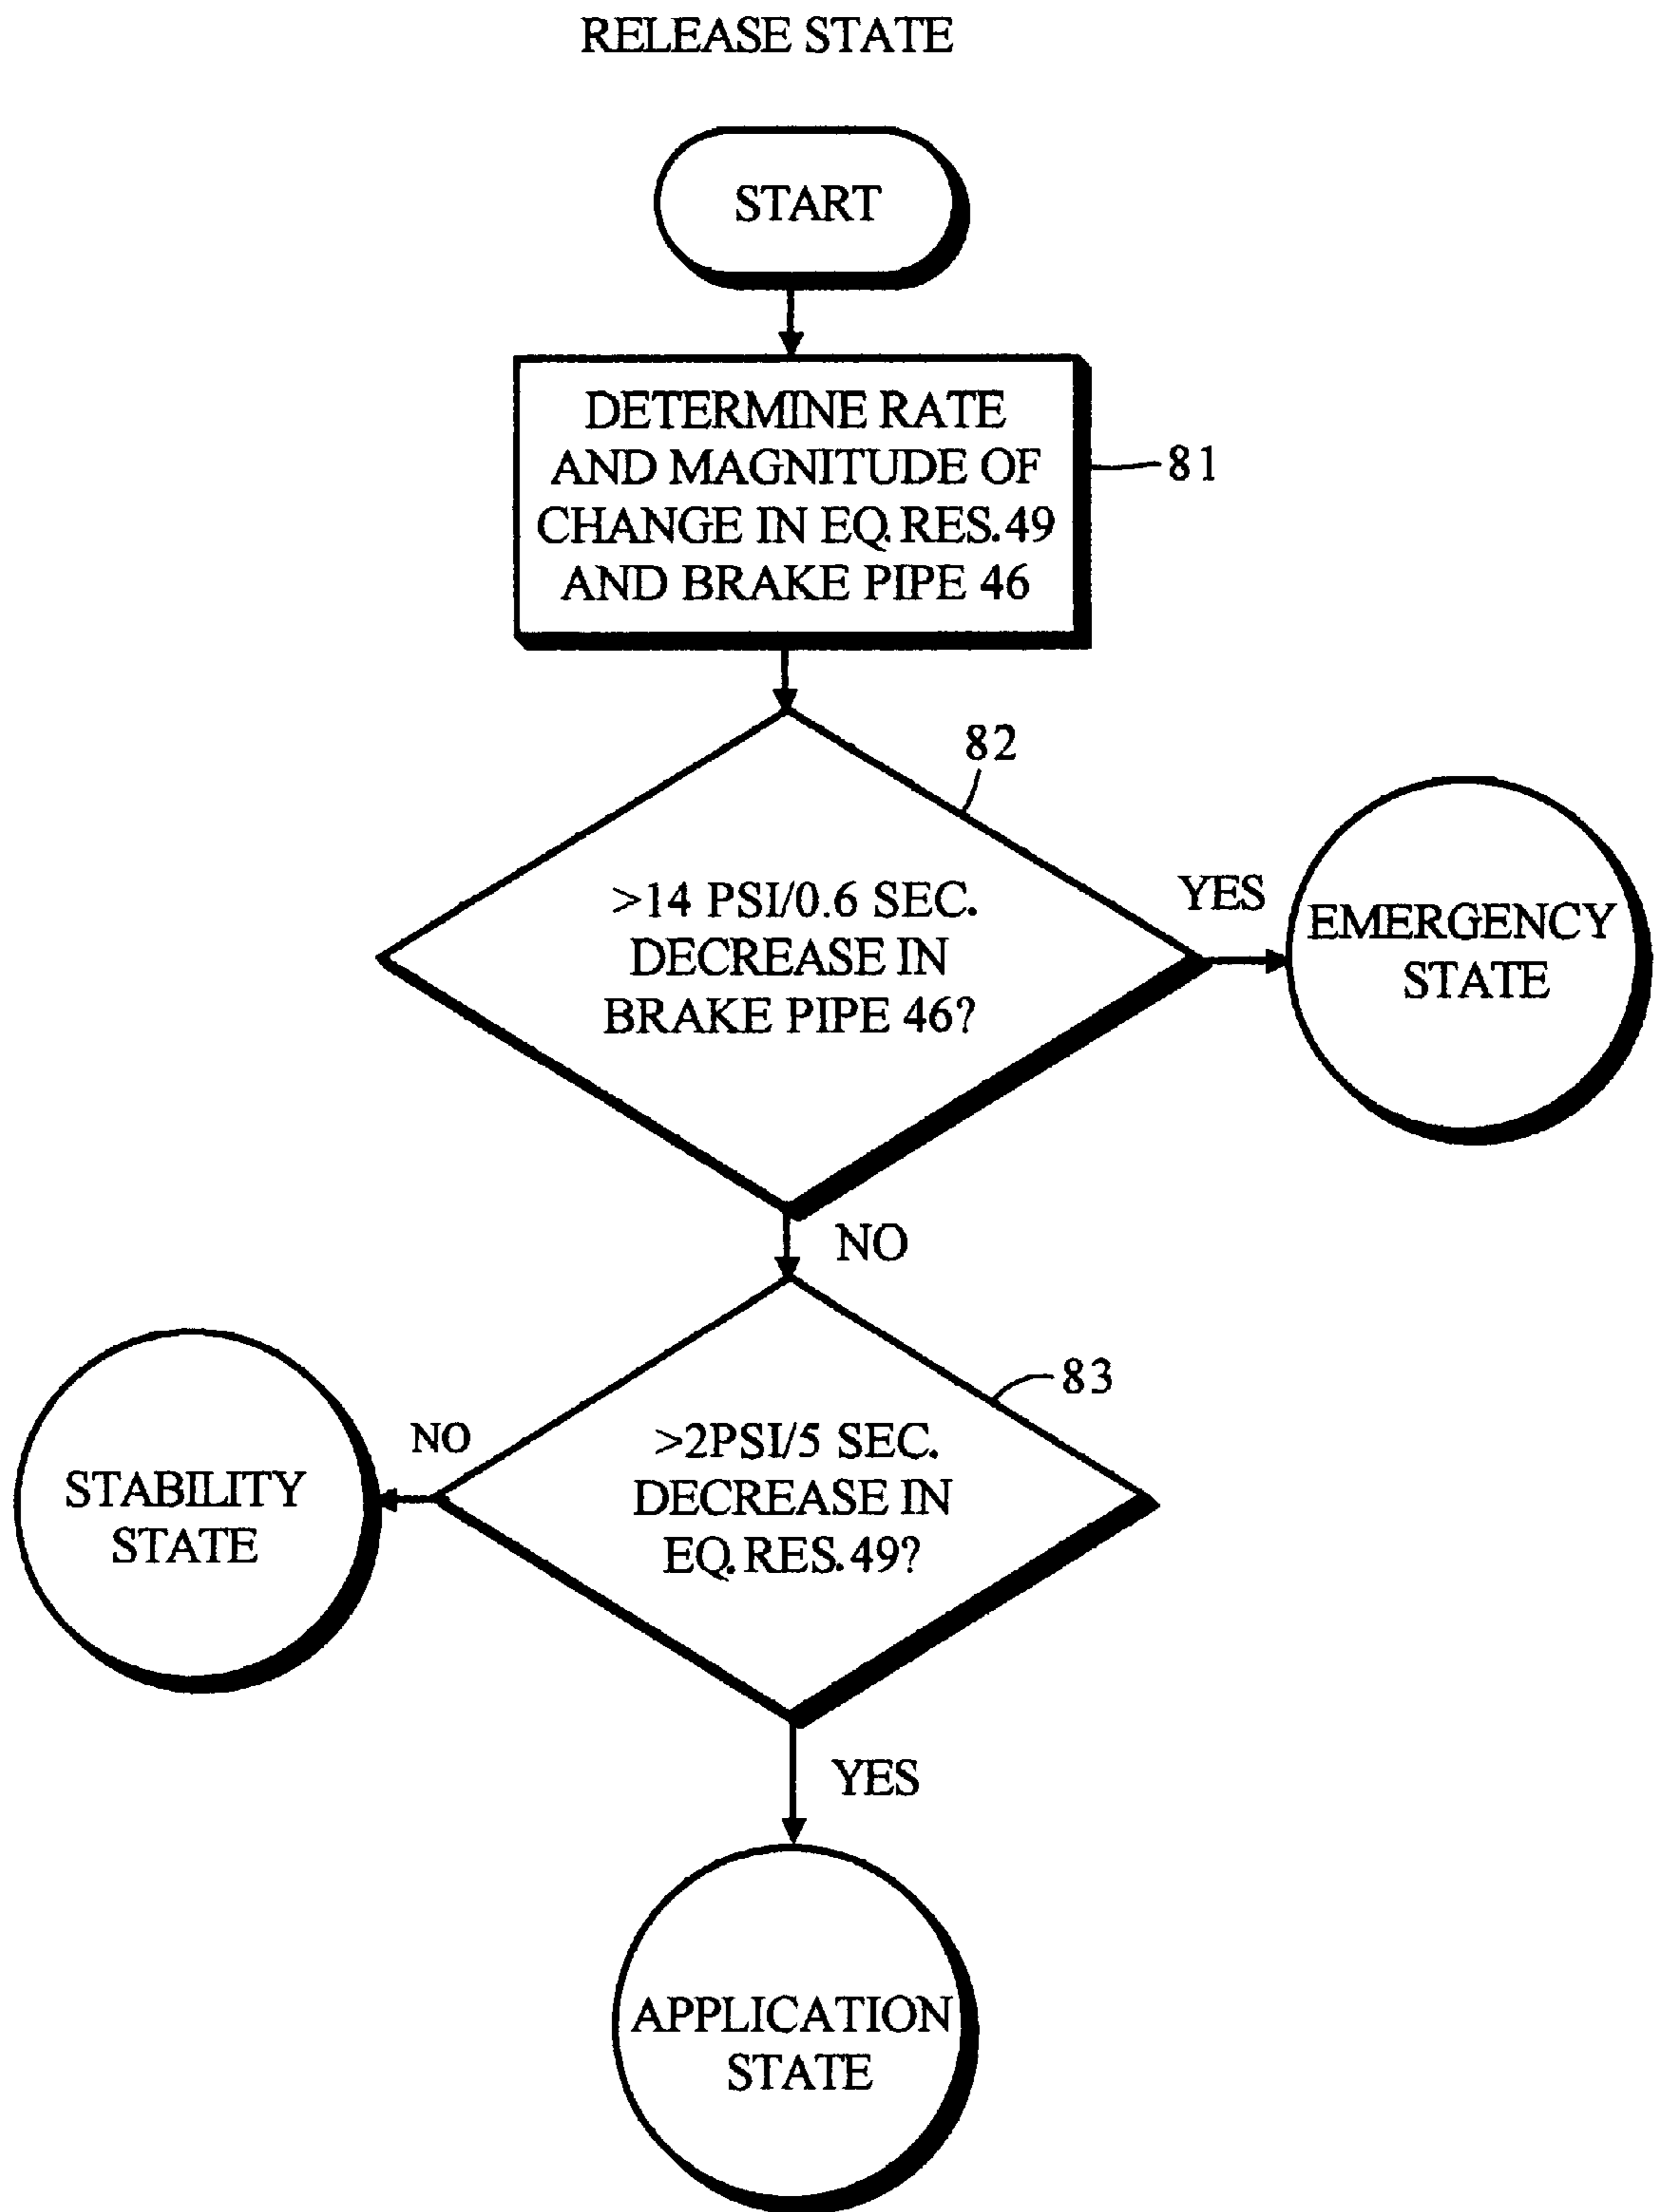 RELEASE STATE
START
DETERMINE RATE
AND MAGNITUDE OF
CHANGE IN EQ. RES. 49
AND BRAKE PIPE 46
81
82
>14 PSI/0.6 SEC.
DECREASE IN
BRAKE PIPE 46?
YES
EMERGENCY
STATE
NO
83
>2PSI/5 SEC.
DECREASE IN
EQ. RES. 49?
NO
STABILITY
STATE
YES
APPLICATION
STATE